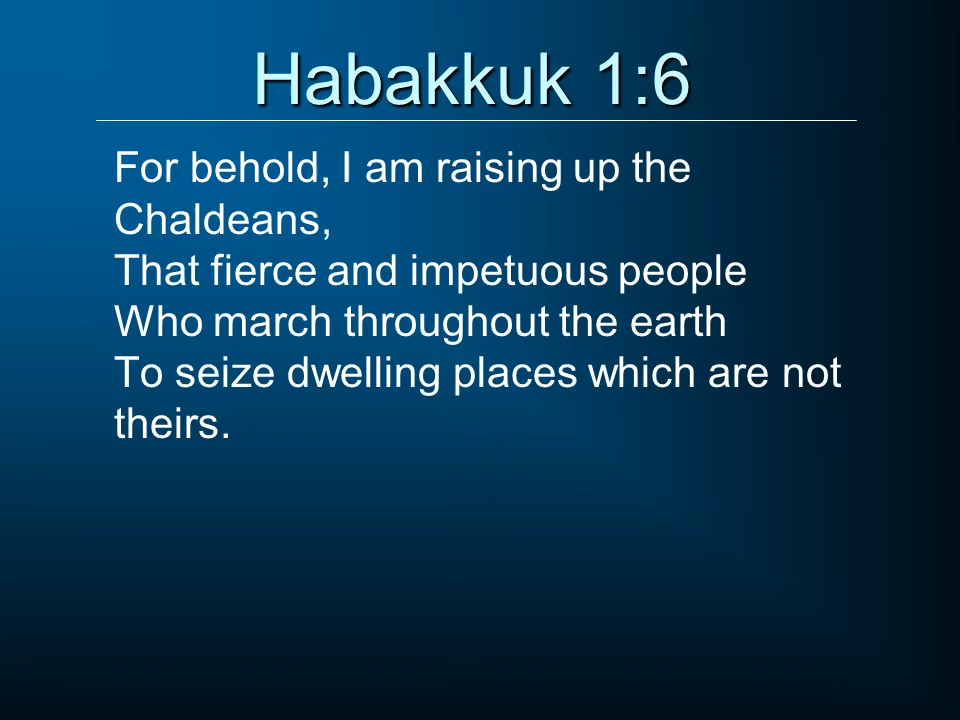 Habakkuk 1:6
For behold, I am raising up the
Chaldeans,
That fierce and impetuous people
Who march throughout the earth
To seize dwelling places which are not
theirs.